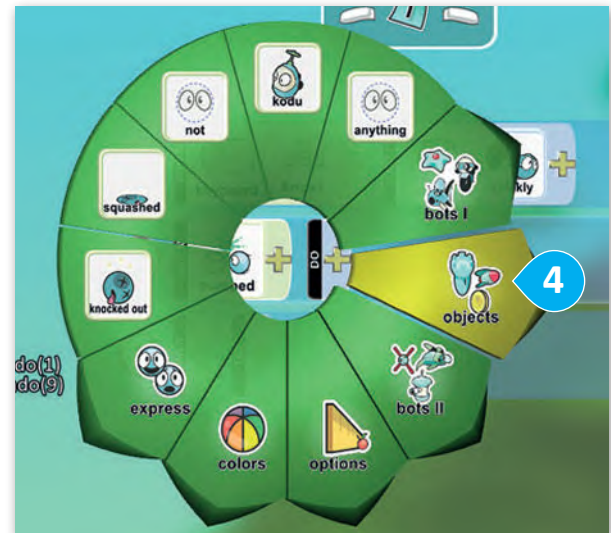 kodu
not
anything
squashed
bots I
kly
knocked out
ed
DO
objects
4
do(1)
do(9)
express
bots II
colors
options